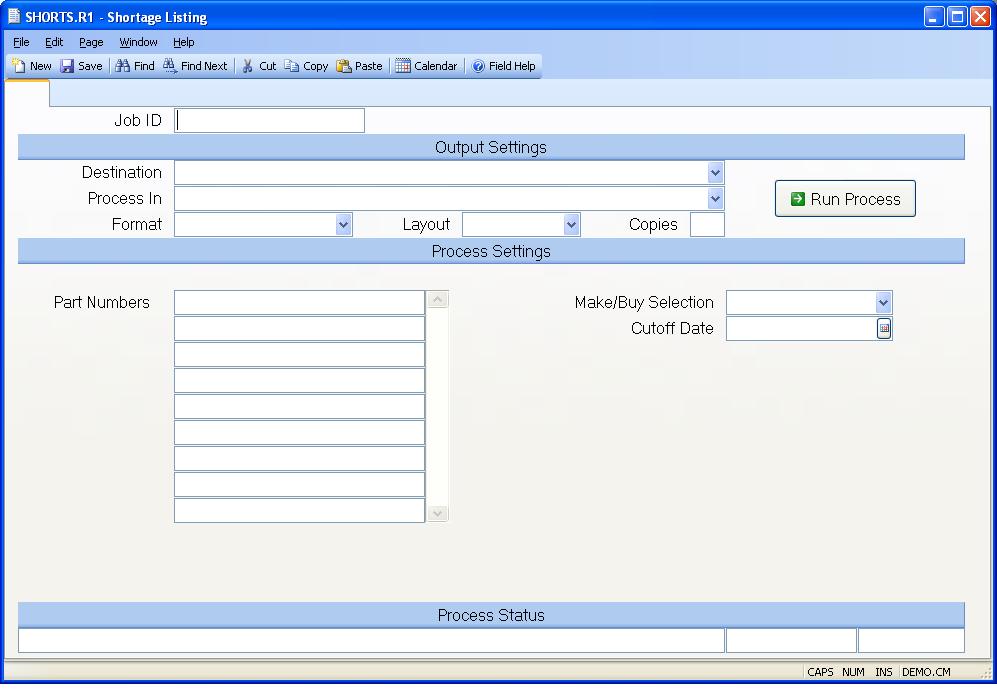 SHORTS.R1 - Shortage Listing
File Edit Page Window Help
New Save Find Find Next Cut Copy Paste Calendar Field Help
Job ID
Output Settings
Destination
Process In
Run Process
Format Layout Copies
Process Settings
Part Numbers Make/Buy Selection
Cutoff Date
Process Status
CAPS NUM INS DEMO.CM